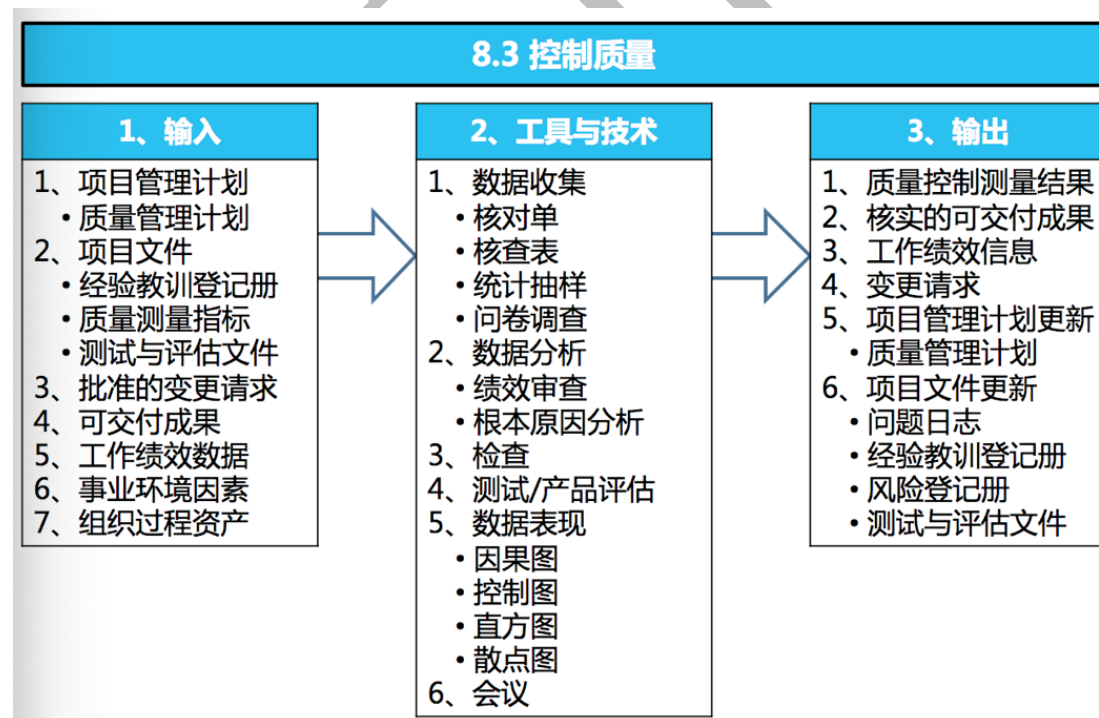 8.3 控制质量
1、输入
1、项目管理计划
•质量管理计划
2、项目文件
•经验教训登记册
•质量测量指标
•测试与评估文件
3、批准的变更请求
4、可交付成果
5、工作绩效数据
6、事业环境因素
7、组织过程资产
2、工具与技术
1、数据收集
•核对单
•核查表
•统计抽样
•问卷调查
2、数据分析
•绩效审查
•根本原因分析
3、检查
4、测试/产品评估
5、数据表现
•因果图
•控制图
•直方图
•散点图
6、会议
3、输出
1、质量控制测量结果
2、核实的可交付成果
3、工作绩效信息
4、变更请求
5、项目管理计划更新
•质量管理计划
6、项目文件更新
•问题日志
•经验教训登记册
•风险登记册
•测试与评估文件